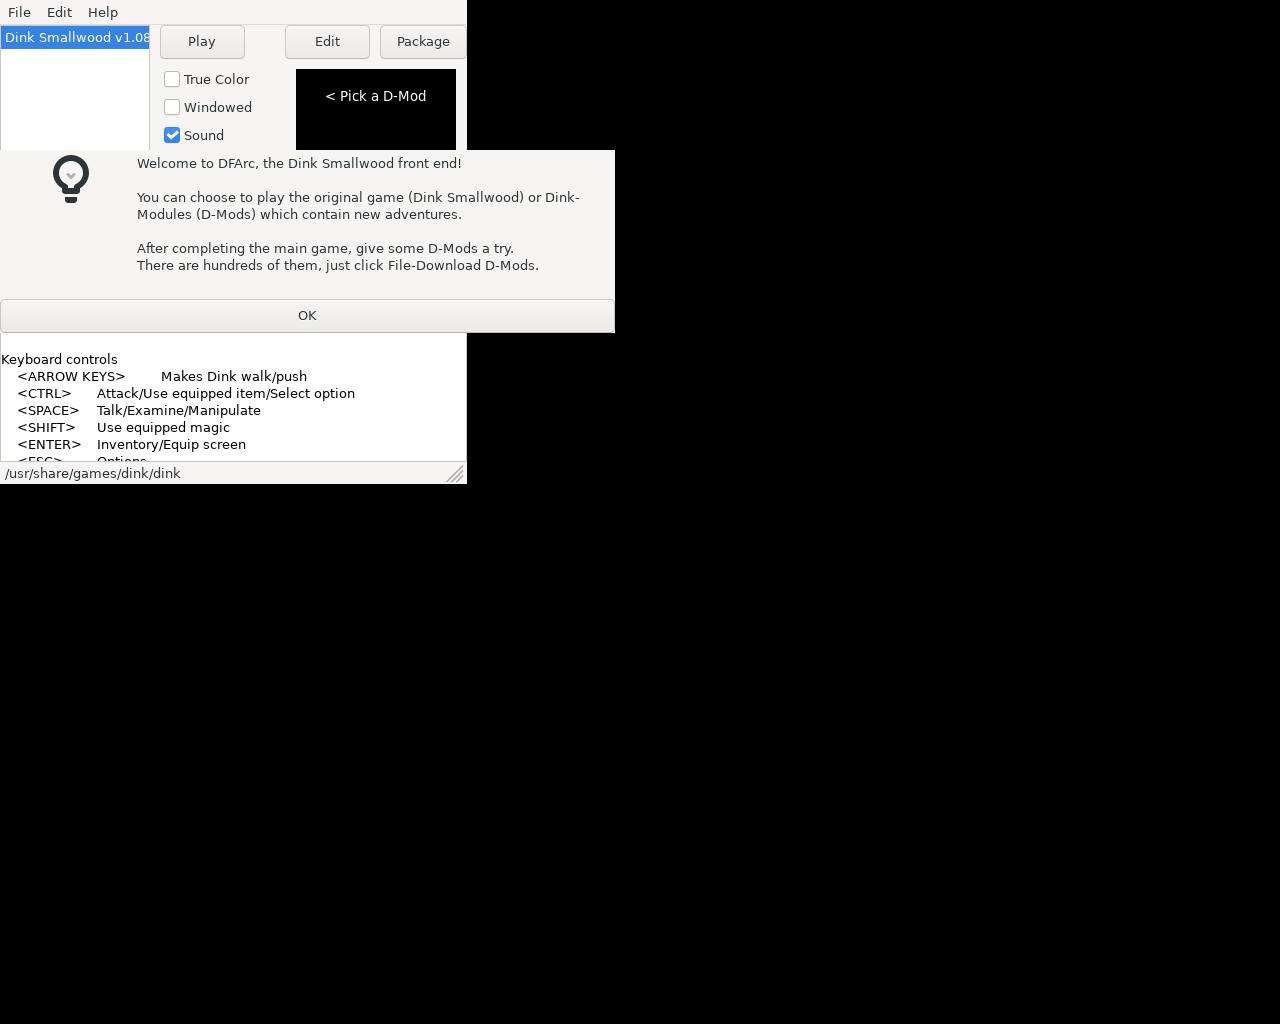 File Edit Help
Dink Smallwood v1.08
Play Edit Package
True Color
Windowed
Sound
< Pick a D-Mod
Welcome to DFArc, the Dink Smallwood front end!
You can choose to play the original game (Dink Smallwood) or Dink-
Modules (D-Mods) which contain new adventures.
After completing the main game, give some D-Mods a try.
There are hundreds of them, just click File-Download D-Mods.
OK
Keyboard controls
<ARROW KEYS> Makes Dink walk/push
<CTRL> Attack/Use equipped item/Select option
<SPACE> Talk/Examine/Manipulate
<SHIFT> Use equipped magic
<ENTER> Inventory/Equip screen
<ESC> Options
/usr/share/games/dink/dink